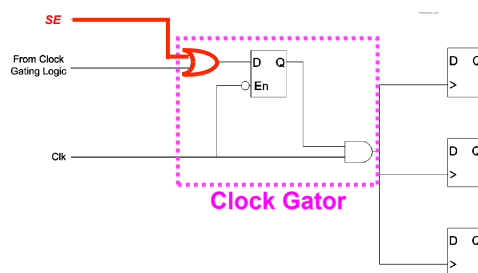 SE
From Clock
Gating Logic
D Q
En
Clk
Clock Gator
D Q
>
D Q
>
D Q
>